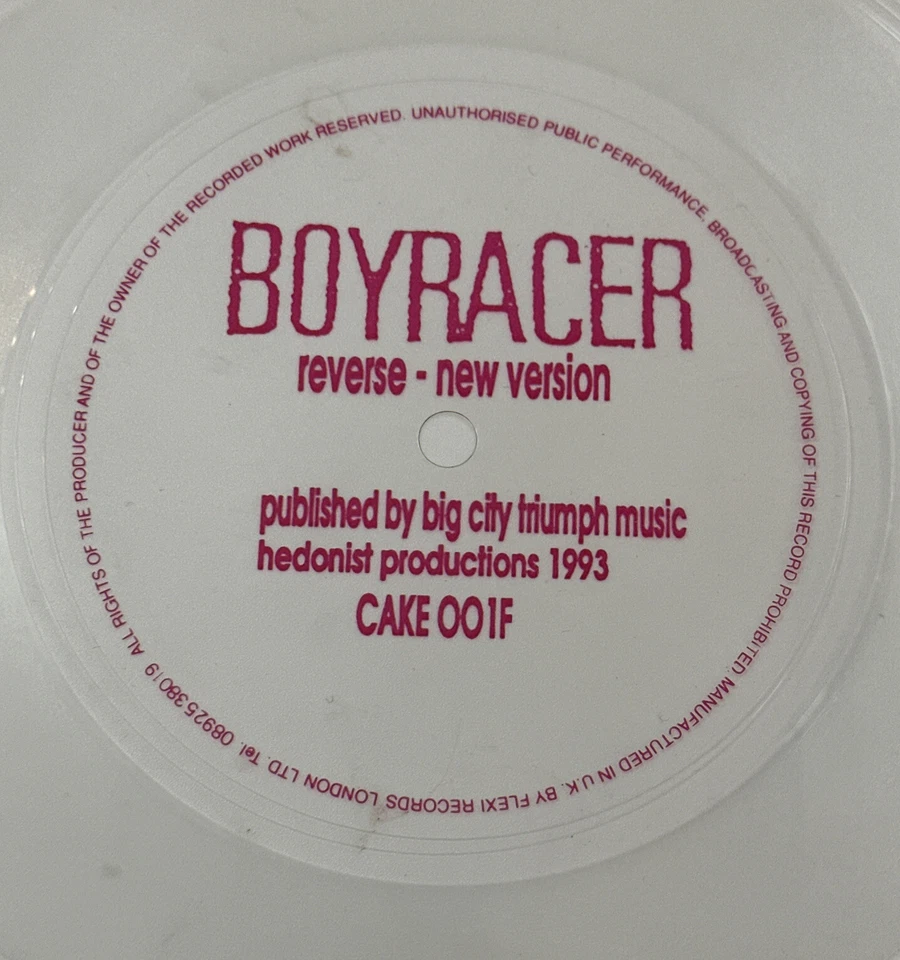 ALL RIGHTS OF THE PRODUCER AND OF THE OWNER OF THE RECORDED WORK RESERVED. UNAUTHORISED PUBLIC PERFORMANCE, BROADCASTING AND COPYING OF THIS RECORD PROHIBITED MANUFACTURED IN U.K. BY FLEXI RECORDS LONDON LTD. Tel. 0892538019
BOYRACER
reverse - new version
published by big city triumph music
hedonist productions 1993
CAKE 001F